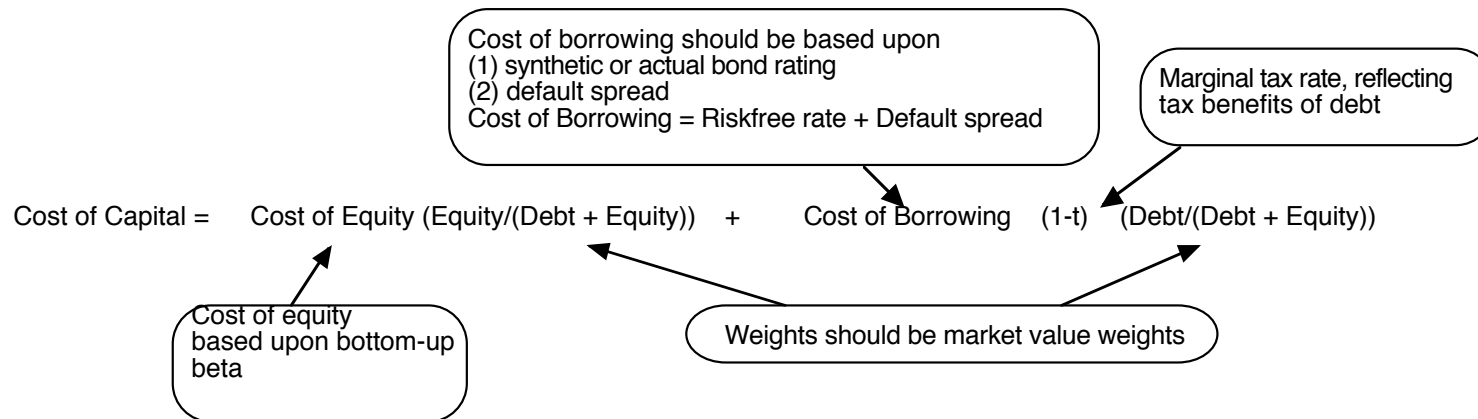 Cost of borrowing should be based upon
(1) synthetic or actual bond rating
(2) default spread
Cost of Borrowing = Riskfree rate + Default spread
Marginal tax rate, reflecting
tax benefits of debt
Cost of Capital = Cost of Equity (Equity/(Debt + Equity)) + Cost of Borrowing (1-t) (Debt/(Debt + Equity))
Cost of equity
based upon bottom-up
beta
Weights should be market value weights